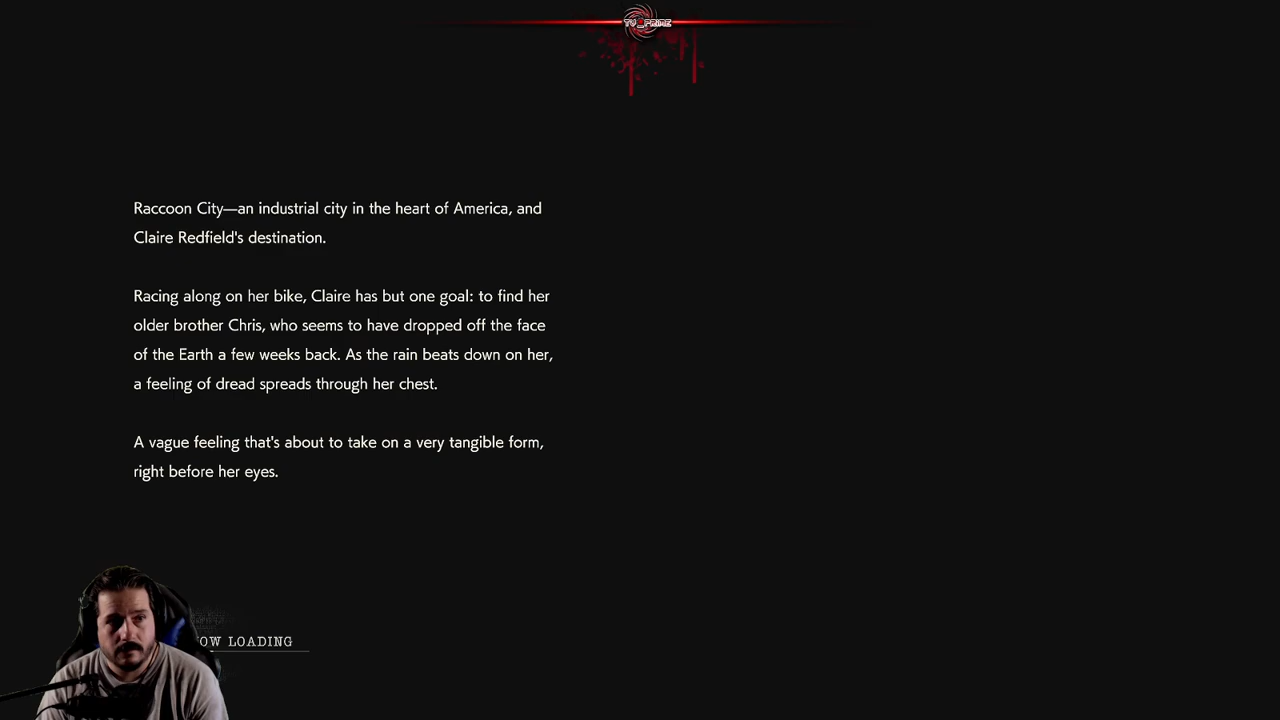 TV_PRIME
Raccoon City—an industrial city in the heart of America, and
Claire Redfield's destination.
Racing along on her bike, Claire has but one goal: to find her
older brother Chris, who seems to have dropped off the face
of the Earth a few weeks back. As the rain beats down on her,
a feeling of dread spreads through her chest.
A vague feeling that's about to take on a very tangible form,
right before her eyes.
OW LOADING